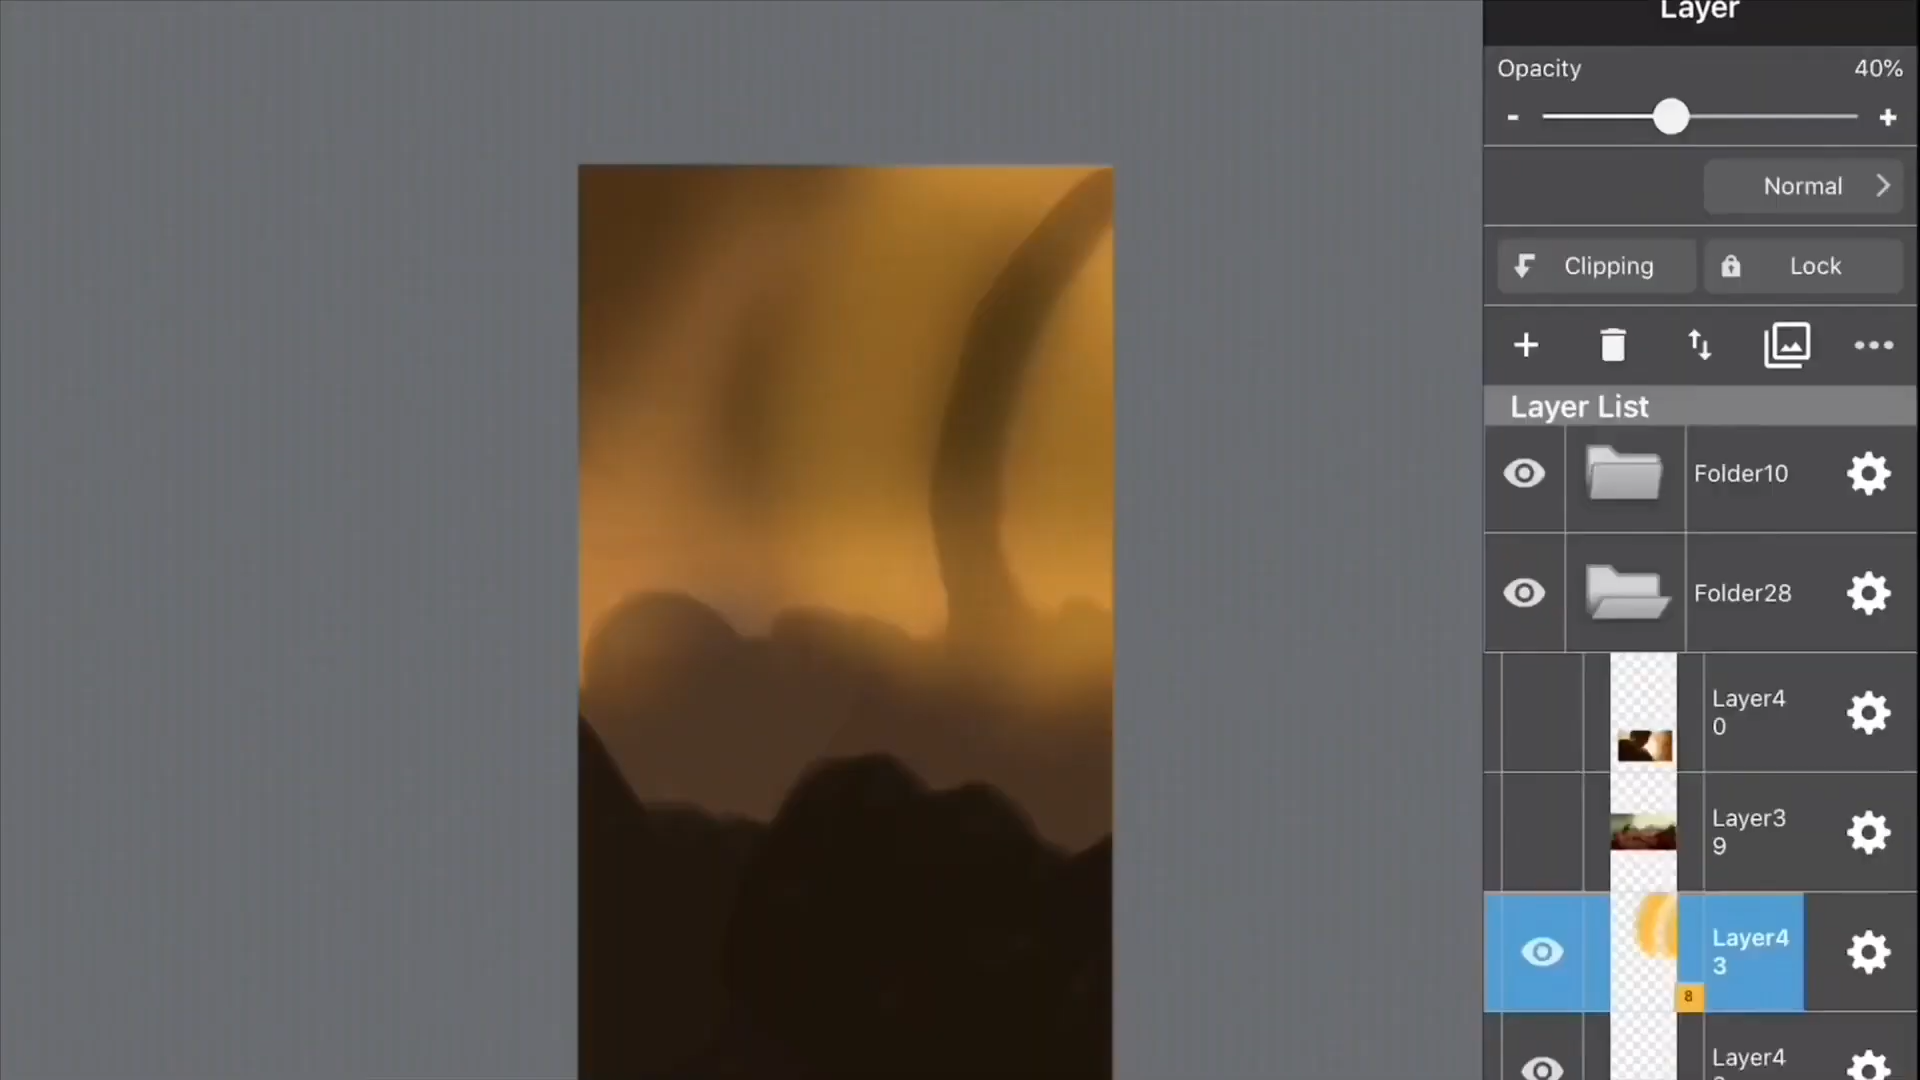 Layer
Opacity 40%
- +
Normal
Clipping Lock
Layer List
Folder10
Folder28
Layer4
0
Layer3
9
Layer4
3
8
Layer4